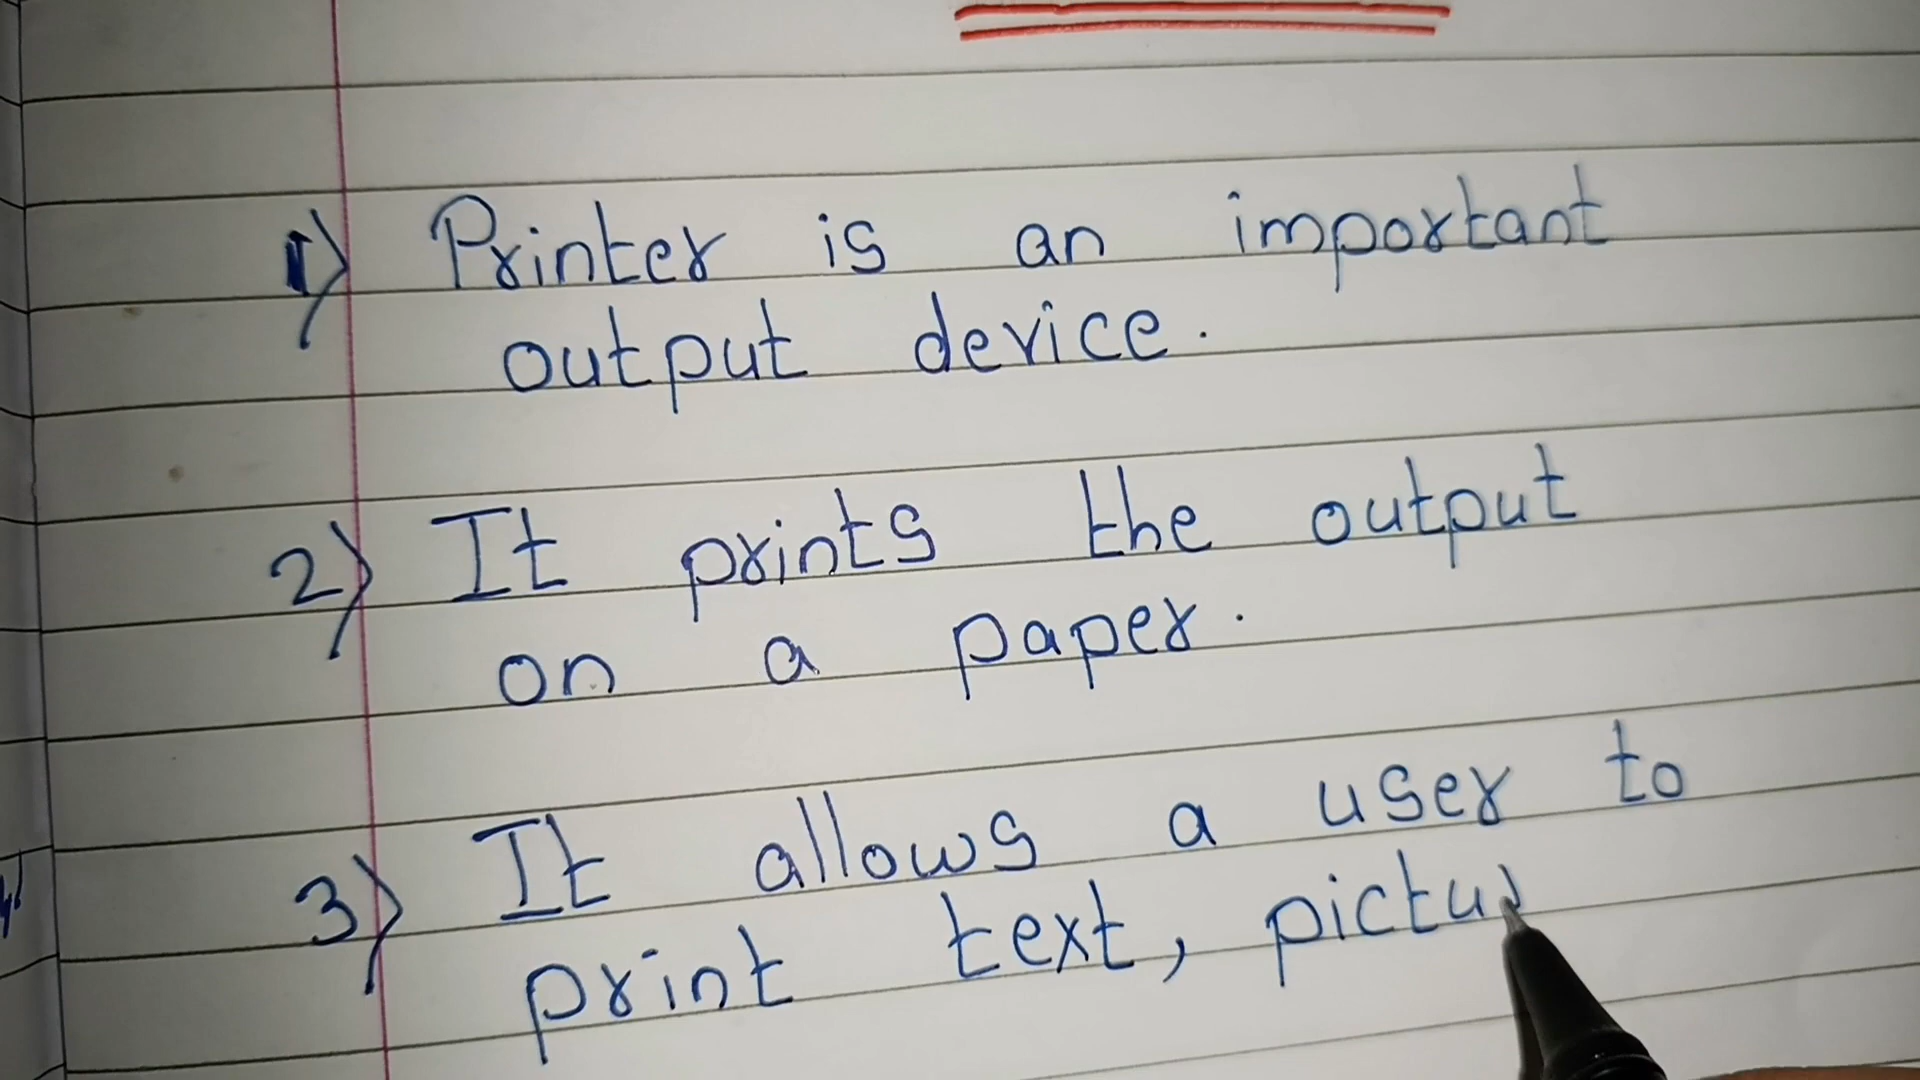 1) Printer is an important
output device.
2) It prints the output
on a paper.
3) It allows a user to
print text, pictu